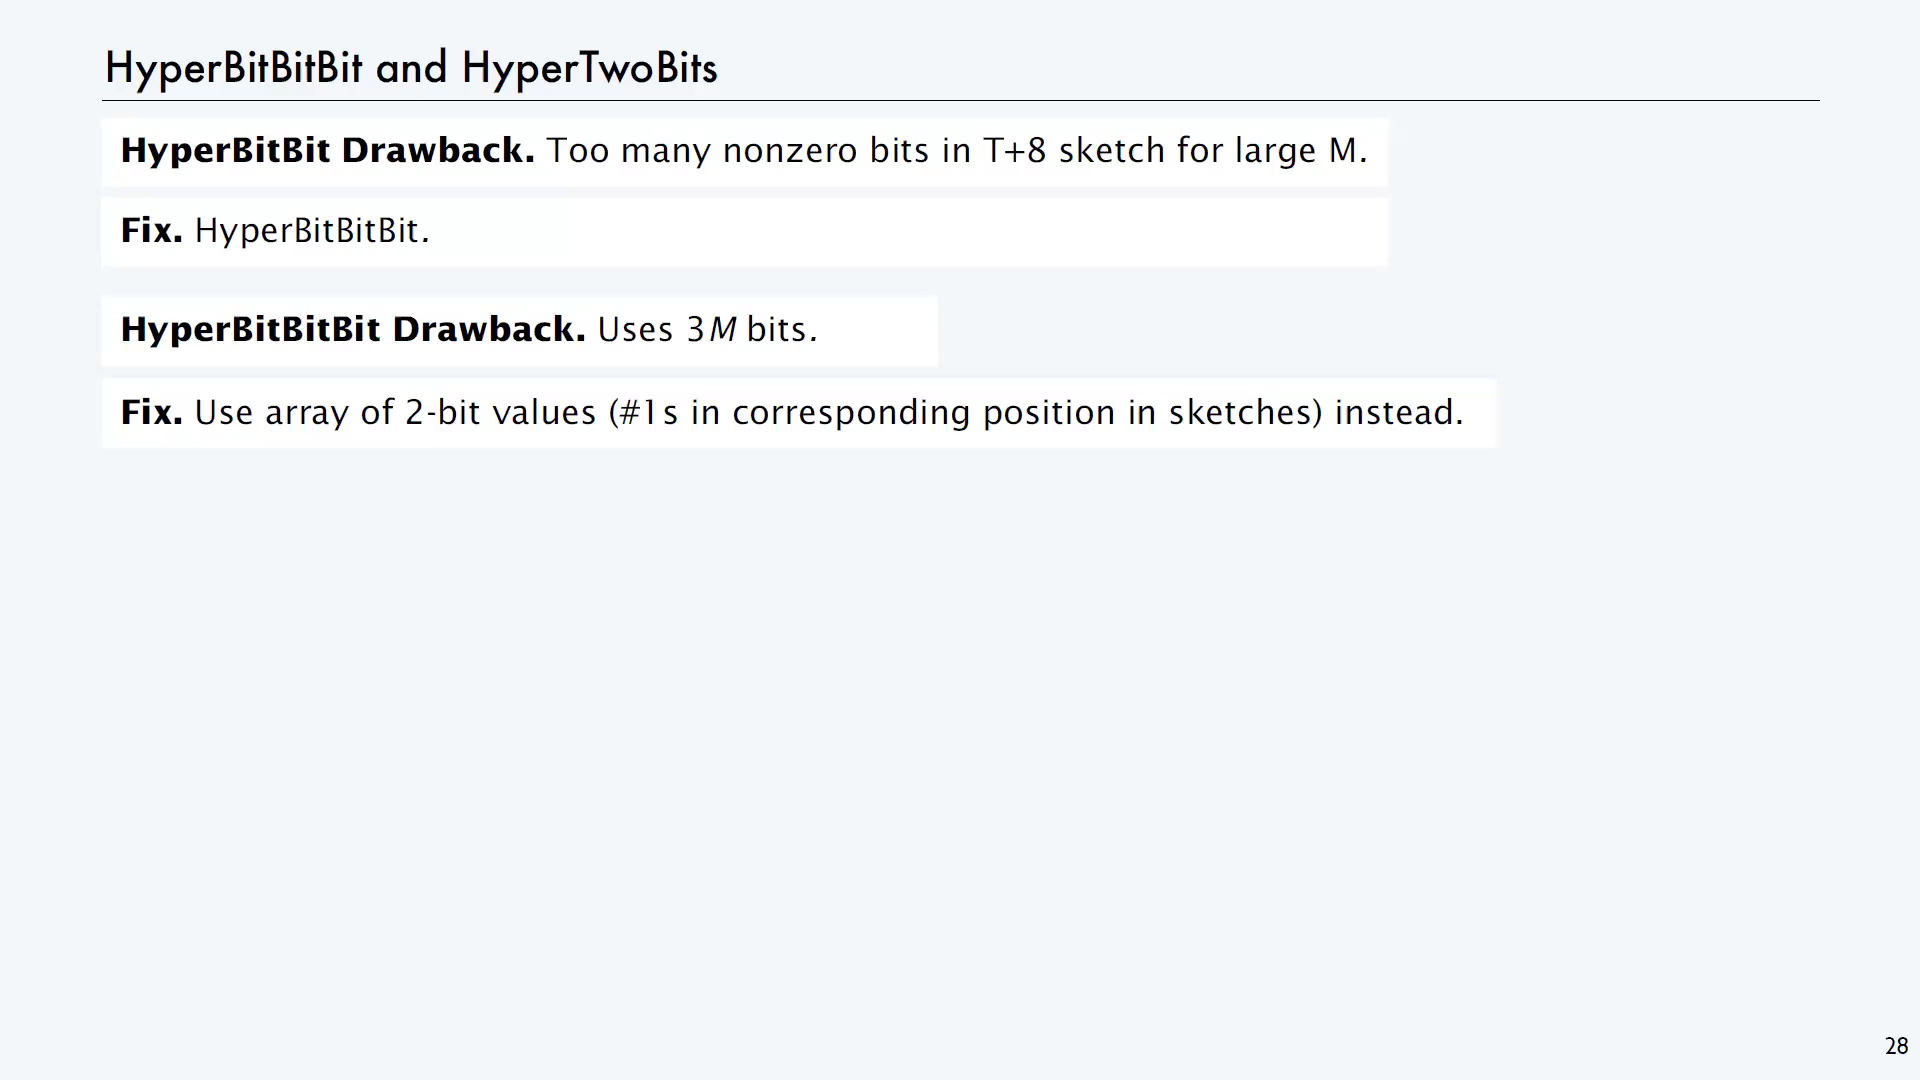 HyperBitBitBit and HyperTwoBits
HyperBitBit Drawback. Too many nonzero bits in T+8 sketch for large M.
Fix. HyperBitBitBit.
HyperBitBitBit Drawback. Uses 3M bits.
Fix. Use array of 2-bit values (#1s in corresponding position in sketches) instead.
28